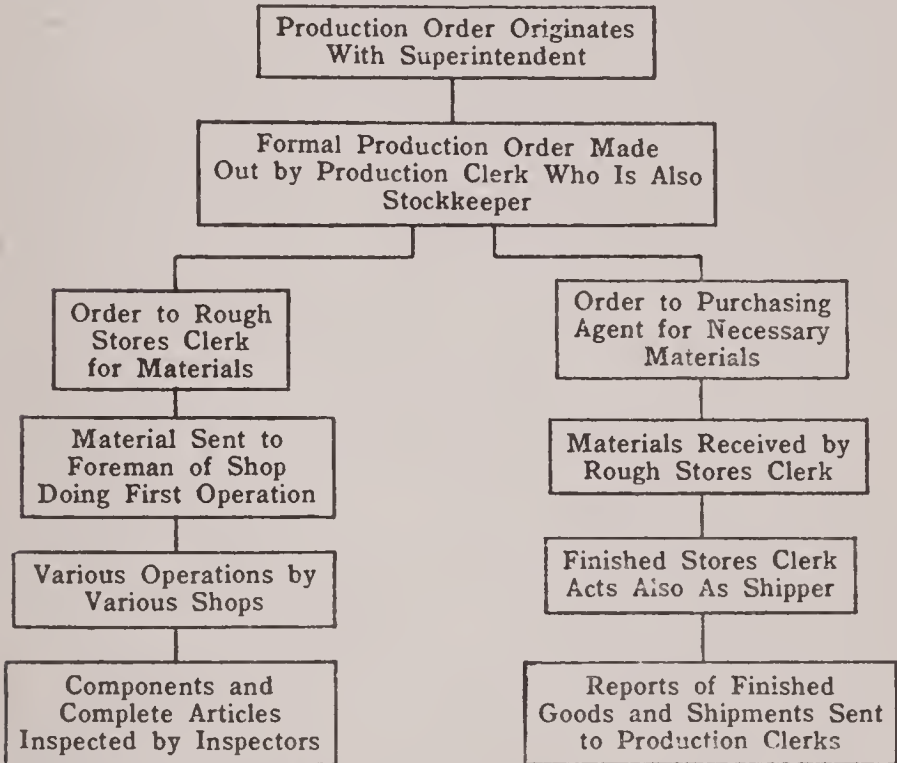 Production Order Originates
With Superintendent
Formal Production Order Made
Out by Production Clerk Who Is Also
Stockkeeper
Order to Rough
Stores Clerk
for Materials
Order to Purchasing
Agent for Necessary
Materials
Material Sent to
Foreman of Shop
Doing First Operation
Materials Received by
Rough Stores Clerk
Various Operations by
Various Shops
Finished Stores Clerk
Acts Also As Shipper
Components and
Complete Articles
Inspected by Inspectors
Reports of Finished
Goods and Shipments Sent
to Production Clerks